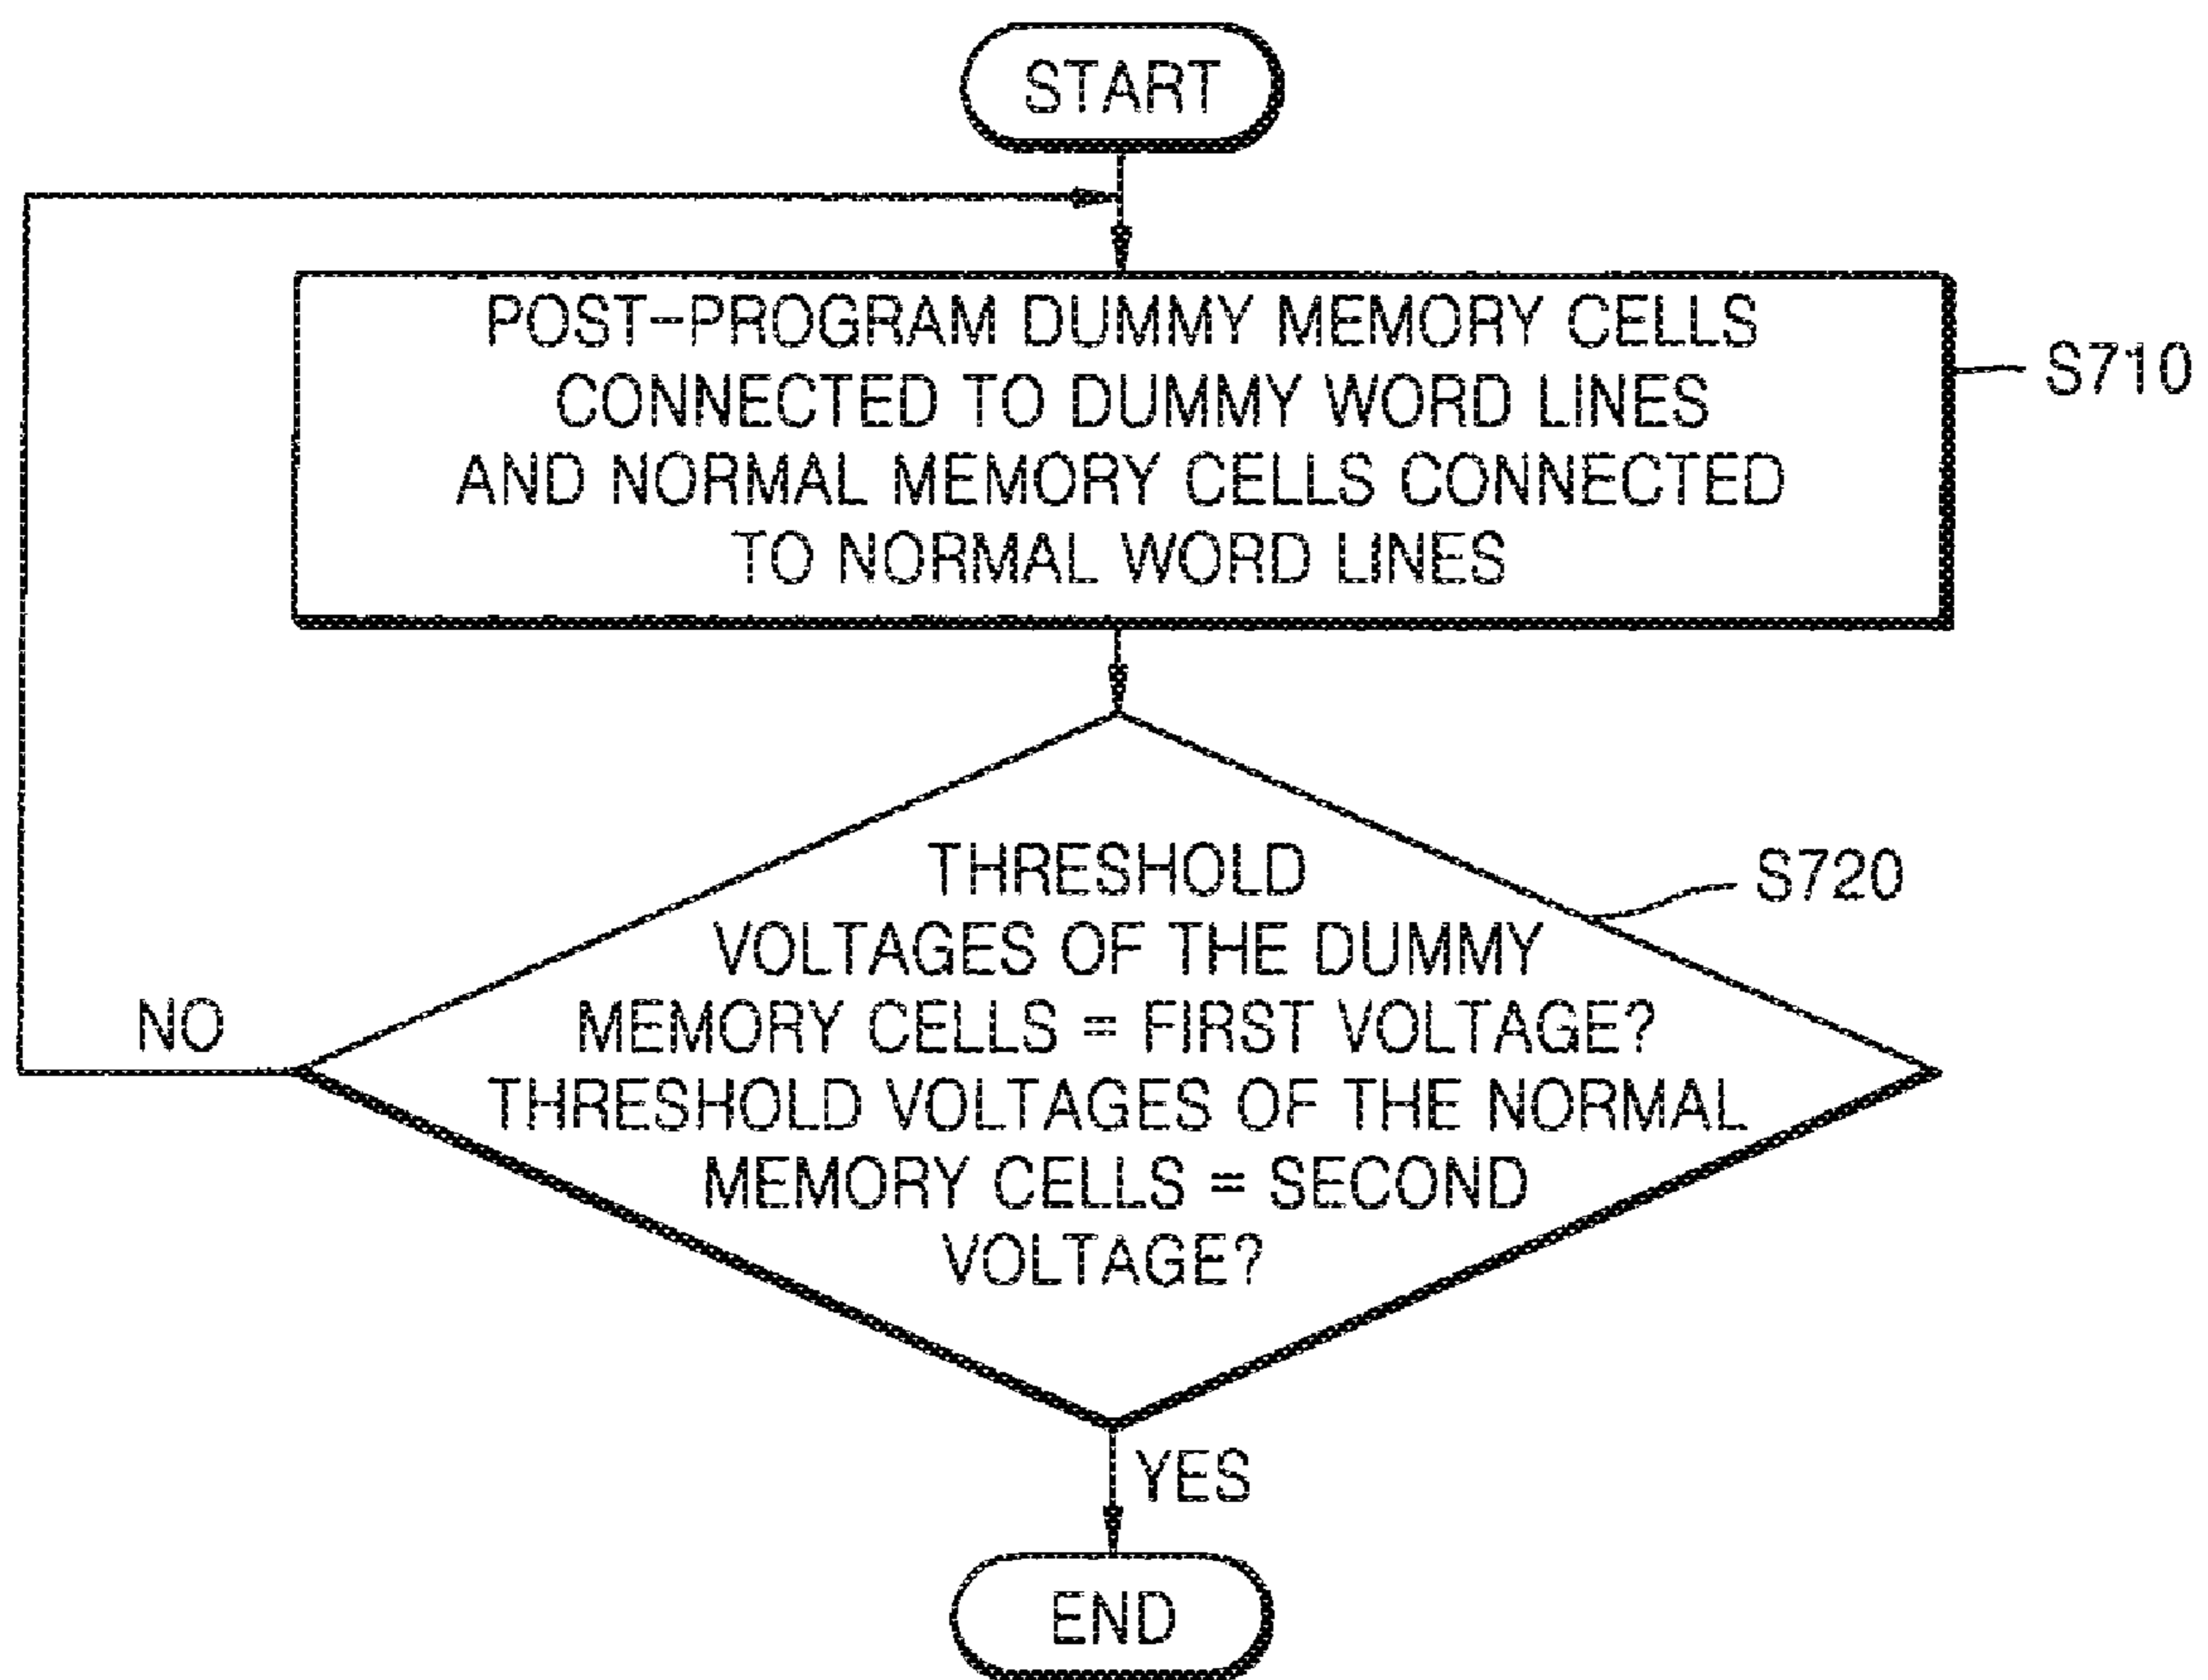 START
POST-PROGRAM DUMMY MEMORY CELLS
CONNECTED TO DUMMY WORD LINES
AND NORMAL MEMORY CELLS CONNECTED
TO NORMAL WORD LINES
S710
THRESHOLD
VOLTAGES OF THE DUMMY
MEMORY CELLS = FIRST VOLTAGE?
THRESHOLD VOLTAGES OF THE NORMAL
MEMORY CELLS = SECOND
VOLTAGE?
S720
NO
YES
END